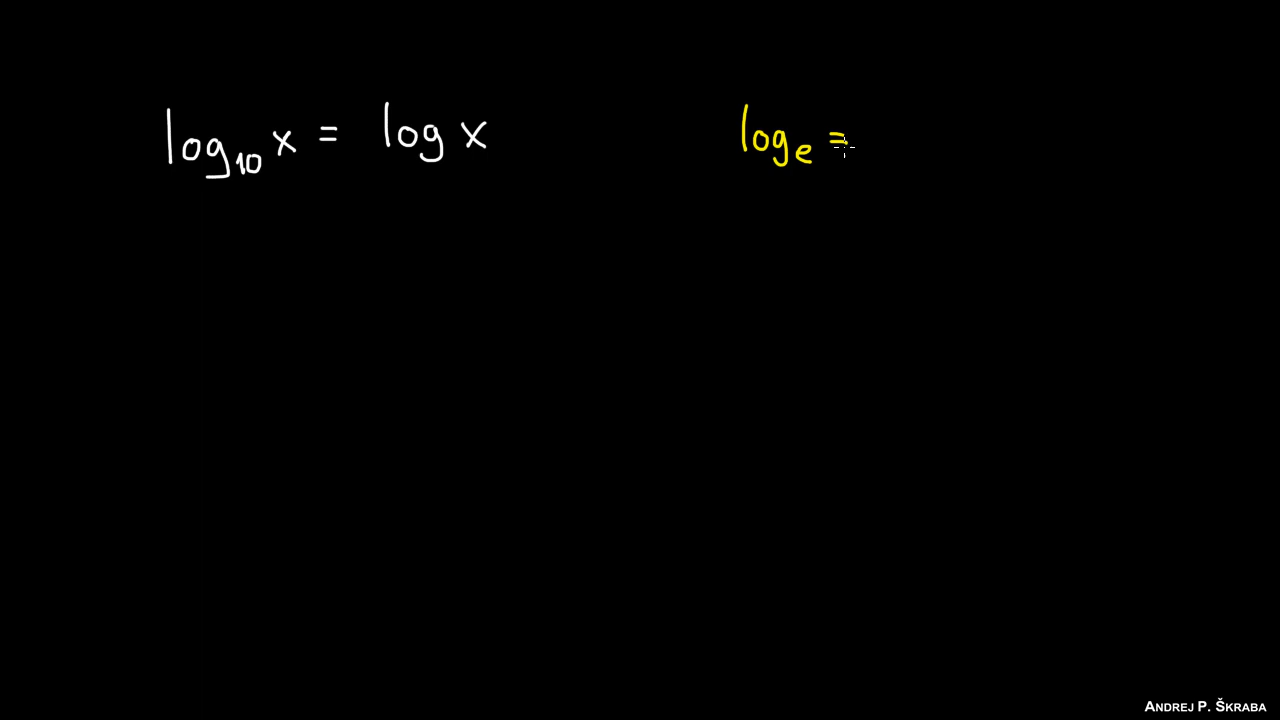 log₁₀ x = log x
logₑ =
ANDREJ P. ŠKRABA